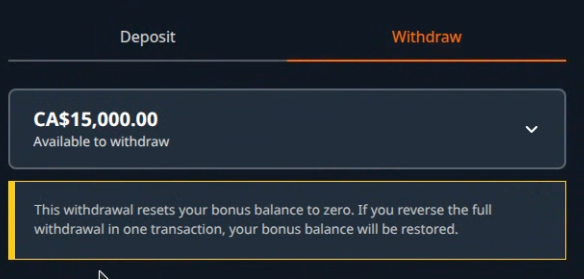 Deposit
Withdraw
CA$15,000.00
Available to withdraw
This withdrawal resets your bonus balance to zero. If you reverse the full
withdrawal in one transaction, your bonus balance will be restored.